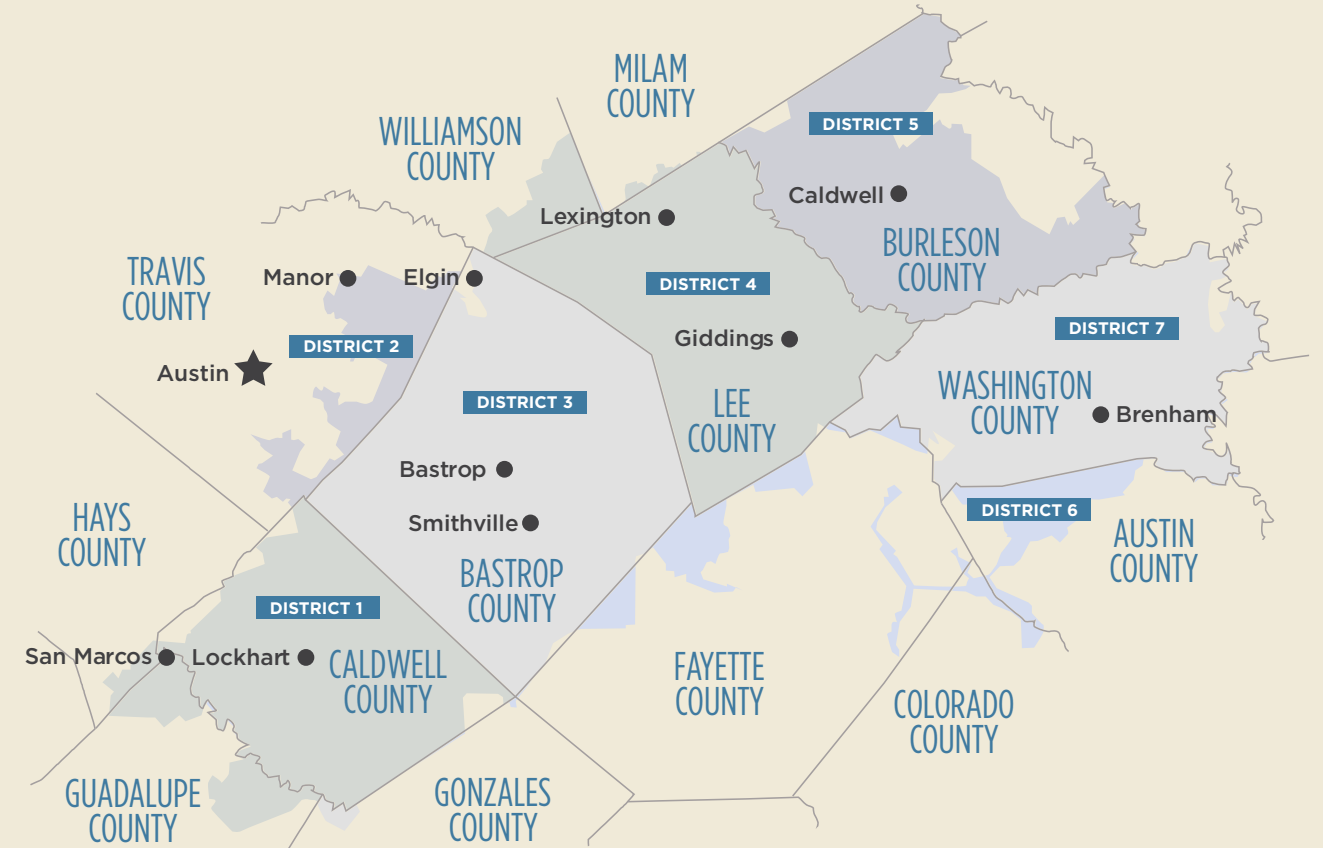 MILAM
COUNTY
WILLIAMSON
COUNTY
DISTRICT 5
Caldwell
Lexington
BURLESON
COUNTY
TRAVIS
COUNTY
Manor
Elgin
DISTRICT 4
DISTRICT 2
Giddings
DISTRICT 7
Austin
DISTRICT 3
LEE
COUNTY
WASHINGTON
COUNTY
Brenham
Bastrop
Smithville
HAYS
COUNTY
DISTRICT 6
AUSTIN
COUNTY
BASTROP
COUNTY
DISTRICT 1
San Marcos
Lockhart
CALDWELL
COUNTY
FAYETTE
COUNTY
COLORADO
COUNTY
GUADALUPE
COUNTY
GONZALES
COUNTY